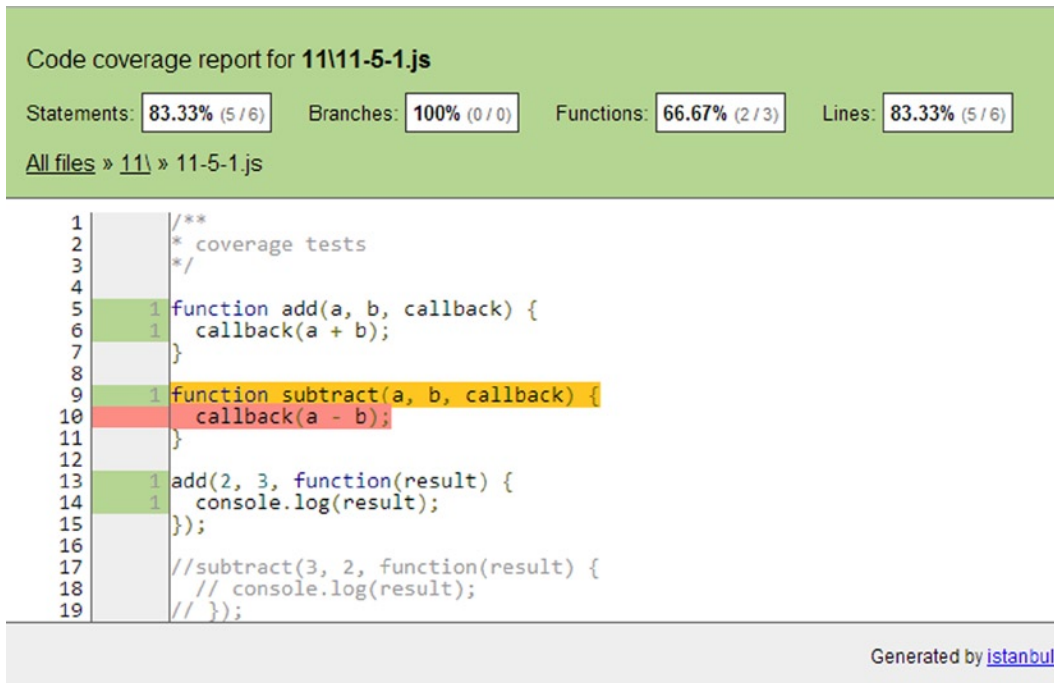 Code coverage report for 11\11-5-1.js
Statements: 83.33% (5 / 6) Branches: 100% (0 / 0) Functions: 66.67% (2 / 3) Lines: 83.33% (5 / 6)
All files » 11\ » 11-5-1.js
1 /**
2 * coverage tests
3 */
4
5 1 function add(a, b, callback) {
6 1 callback(a + b);
7 }
8
9 1 function subtract(a, b, callback) {
10 callback(a - b);
11 }
12
13 1 add(2, 3, function(result) {
14 1 console.log(result);
15 });
16
17 //subtract(3, 2, function(result) {
18 // console.log(result);
19 // });
Generated by istanbul